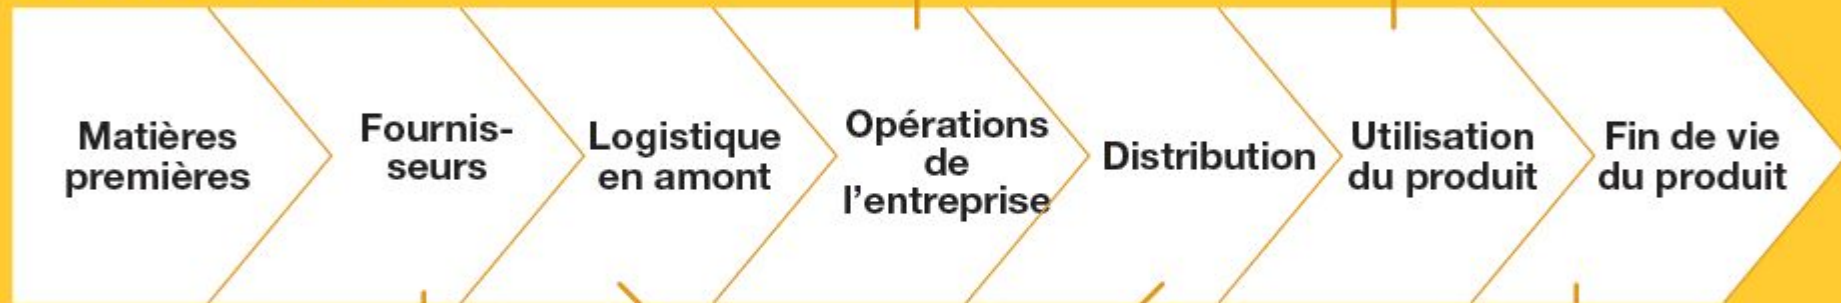 Matières
premières
Fournis-
seurs
Logistique
en amont
Opérations
de
l'entreprise
Distribution
Utilisation
du produit
Fin de vie
du produit